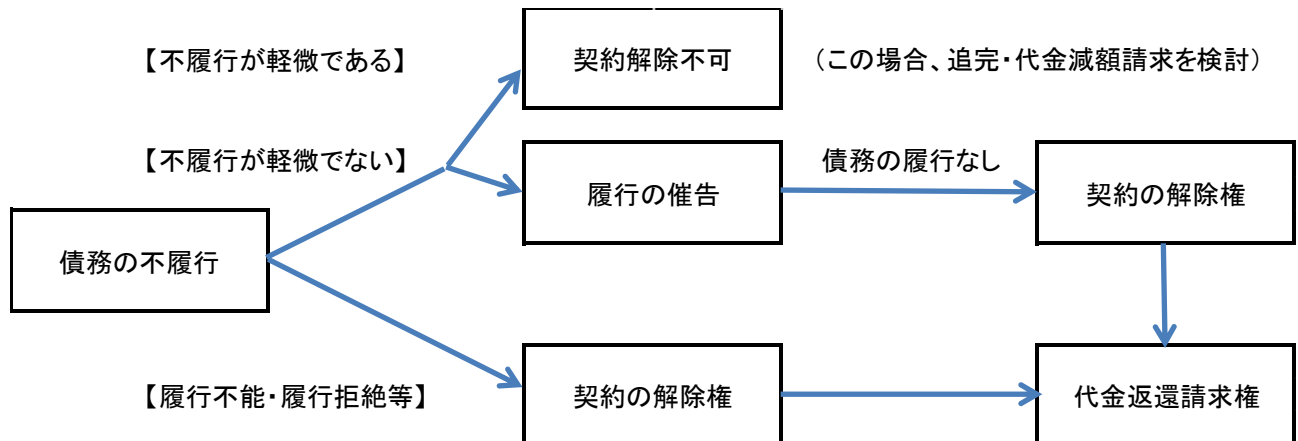 【不履行が軽微である】
契約解除不可
（この場合、追完・代金減額請求を検討）
【不履行が軽微でない】
履行の催告
債務の履行なし
契約の解除権
債務の不履行
【履行不能・履行拒絶等】
契約の解除権
代金返還請求権